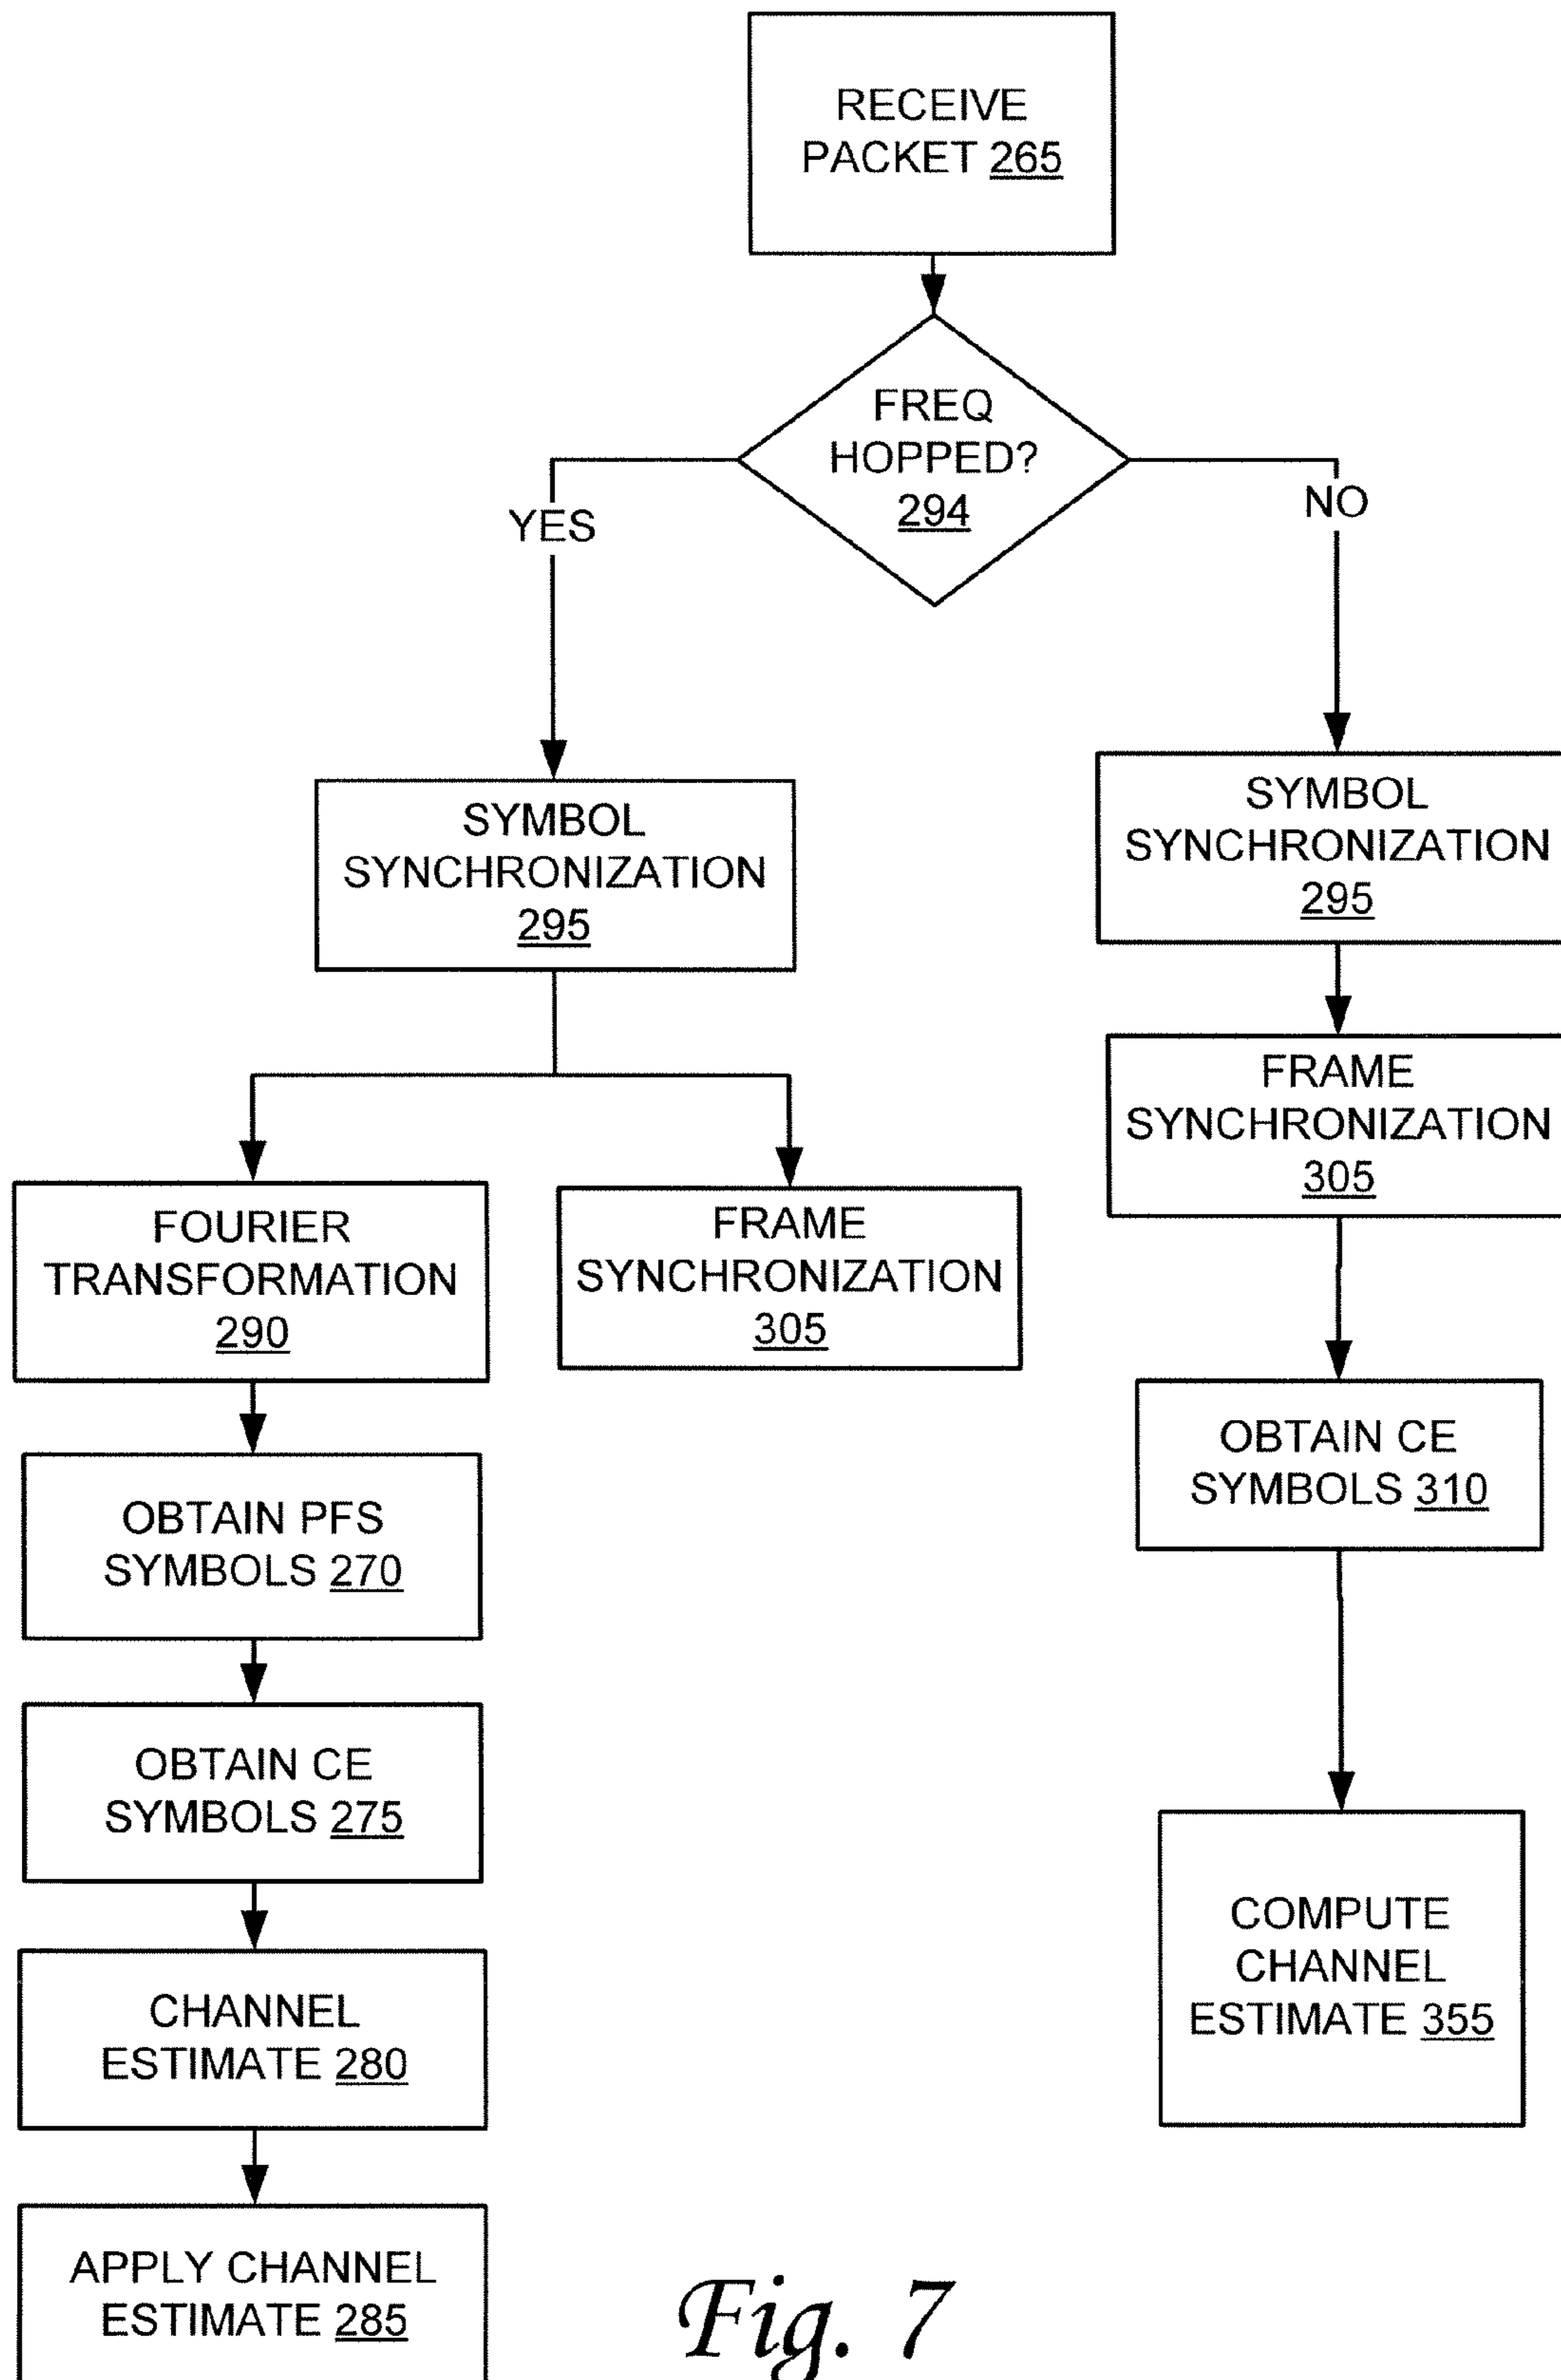 RECEIVE
PACKET 265
FREQ
HOPPED?
294
YES
NO
SYMBOL
SYNCHRONIZATION
295
SYMBOL
SYNCHRONIZATION
295
FRAME
SYNCHRONIZATION
305
FOURIER
TRANSFORMATION
290
FRAME
SYNCHRONIZATION
305
OBTAIN CE
SYMBOLS 310
OBTAIN PFS
SYMBOLS 270
OBTAIN CE
SYMBOLS 275
COMPUTE
CHANNEL
ESTIMATE 355
CHANNEL
ESTIMATE 280
APPLY CHANNEL
ESTIMATE 285
Fig. 7